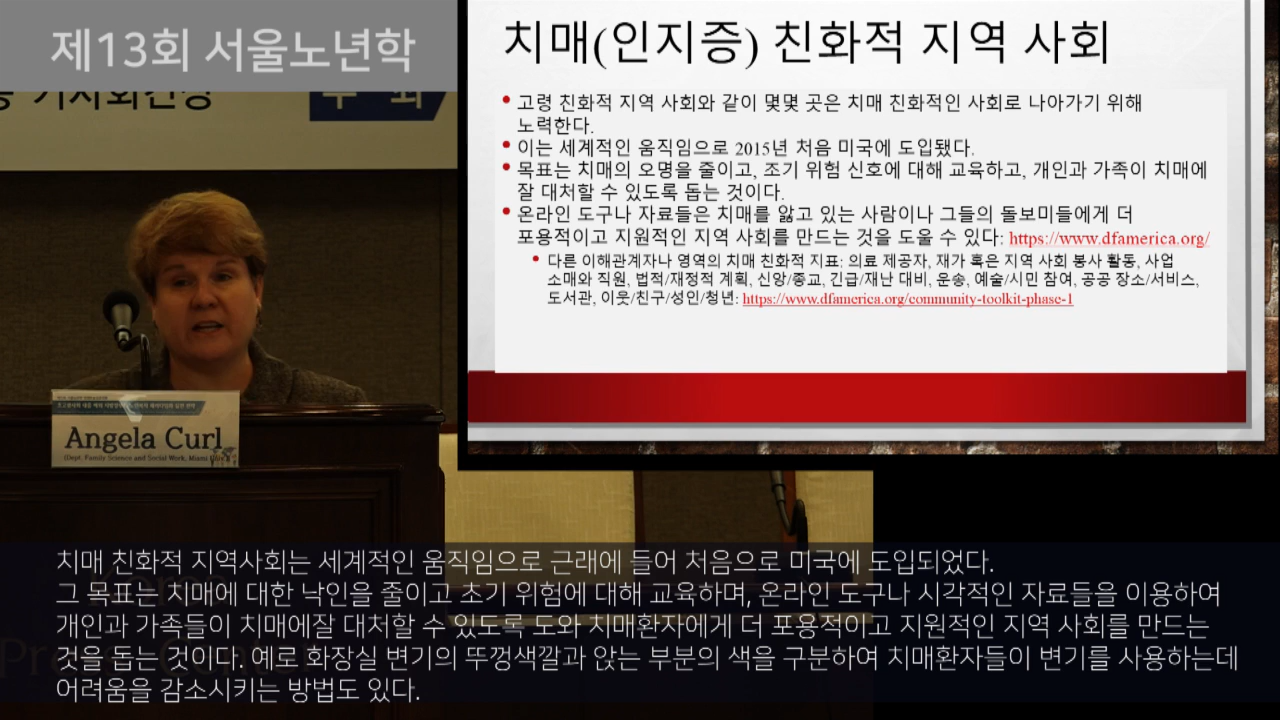 제13회 서울노년학
치매(인지증) 친화적 지역 사회
• 고령 친화적 지역 사회와 같이 몇몇 곳은 치매 친화적인 사회로 나아가기 위해
노력한다.
• 이는 세계적인 움직임으로 2015년 처음 미국에 도입됐다.
• 목표는 치매의 오명을 줄이고, 조기 위험 신호에 대해 교육하고, 개인과 가족이 치매에
잘 대처할 수 있도록 돕는 것이다.
• 온라인 도구나 자료들은 치매를 앓고 있는 사람이나 그들의 돌보미들에게 더
포용적이고 지원적인 지역 사회를 만드는 것을 도울 수 있다: https://www.dfamerica.org/
• 다른 이해관계자나 영역의 치매 친화적 지표: 의료 제공자, 재가 혹은 지역 사회 봉사 활동, 사업
소매와 직원, 법적/재정적 계획, 신앙/종교, 긴급/재난 대비, 운송, 예술/시민 참여, 공공 장소/서비스,
도서관, 이웃/친구/성인/청년: https://www.dfamerica.org/community-toolkit-phase-1
Angela Curl
(Dept. Family Science and Social Work, Miami
치매 친화적 지역사회는 세계적인 움직임으로 근래에 들어 처음으로 미국에 도입되었다.
그 목표는 치매에 대한 낙인을 줄이고 초기 위험에 대해 교육하며, 온라인 도구나 시각적인 자료들을 이용하여
개인과 가족들이 치매에잘 대처할 수 있도록 도와 치매환자에게 더 포용적이고 지원적인 지역 사회를 만드는
것을 돕는 것이다. 예로 화장실 변기의 뚜껑색깔과 앉는 부분의 색을 구분하여 치매환자들이 변기를 사용하는데
어려움을 감소시키는 방법도 있다.